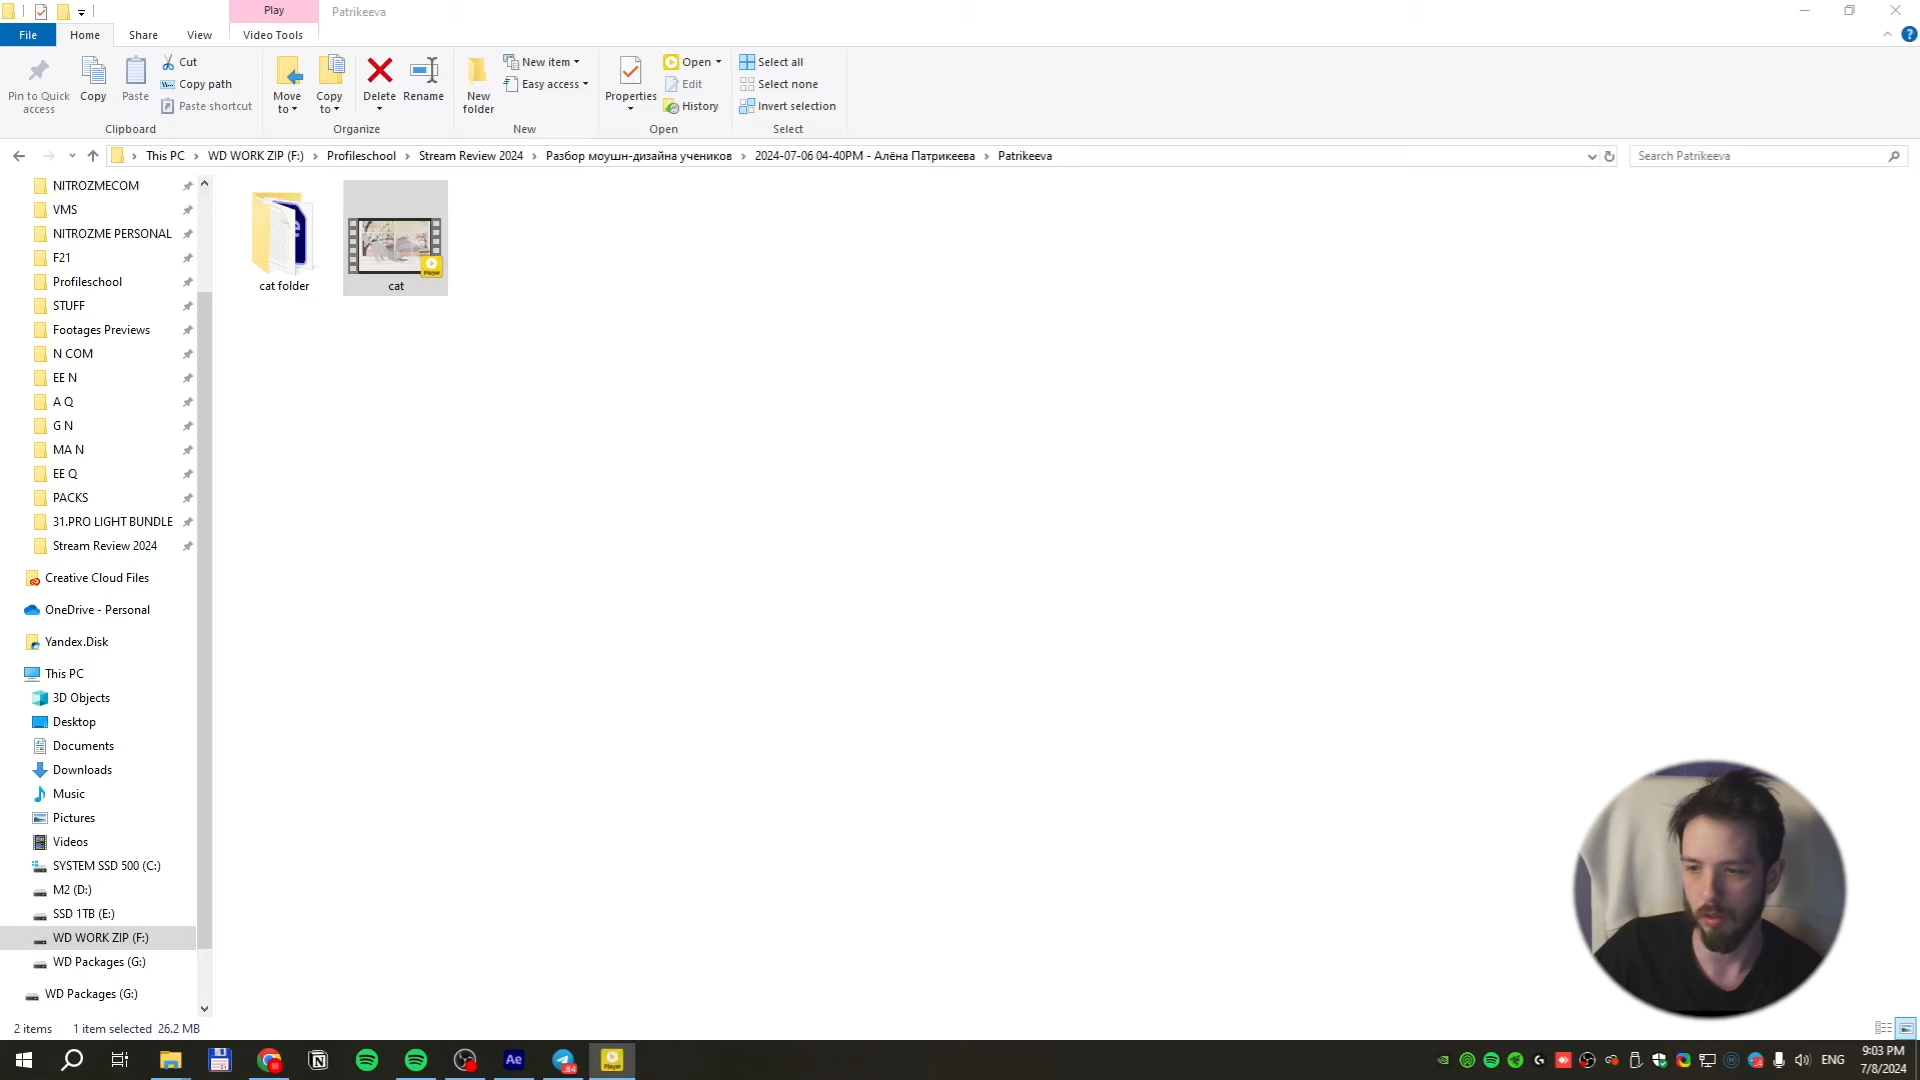 Play
Patrikeeva
File
Home
Share
View
Video Tools
Pin to Quick access
Copy
Paste
Cut
Copy path
Paste shortcut
Clipboard
Move to
Copy to
Delete
Rename
Organize
New folder
New item
Easy access
New
Properties
Open
Edit
History
Open
Select all
Select none
Invert selection
Select
This PC > WD WORK ZIP (F:) > Profileschool > Stream Review 2024 > Разбор моушн-дизайна учеников > 2024-07-06 04-40PM - Алёна Патрикеева > Patrikeeva
Search Patrikeeva
NITROZMECOM
VMS
NITROZME PERSONAL
F21
Profileschool
STUFF
Footages Previews
N COM
EE N
A Q
G N
MA N
EE Q
PACKS
31.PRO LIGHT BUNDLE
Stream Review 2024
Creative Cloud Files
OneDrive - Personal
Yandex.Disk
This PC
3D Objects
Desktop
Documents
Downloads
Music
Pictures
Videos
SYSTEM SSD 500 (C:)
M2 (D:)
SSD 1TB (E:)
WD WORK ZIP (F:)
WD Packages (G:)
WD Packages (G:)
cat folder
Player
cat
2 items
1 item selected 26.2 MB
Ae
84
Player
ENG
9:03 PM
7/8/2024